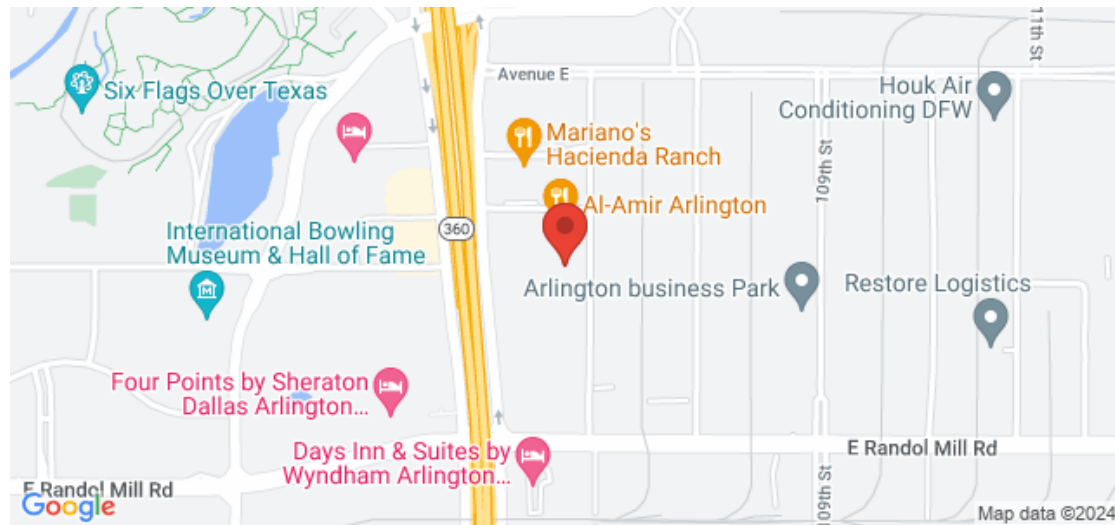 11th St
Avenue E
Six Flags Over Texas
Houk Air
Conditioning DFW
Mariano's
Hacienda Ranch
109th St
Al-Amir Arlington
360
International Bowling
Museum & Hall of Fame
Arlington business Park
Restore Logistics
Four Points by Sheraton
Dallas Arlington...
Days Inn & Suites by
Wyndham Arlington...
E Randol Mill Rd
E Randol Mill Rd
109th St
Google
Map data ©2024